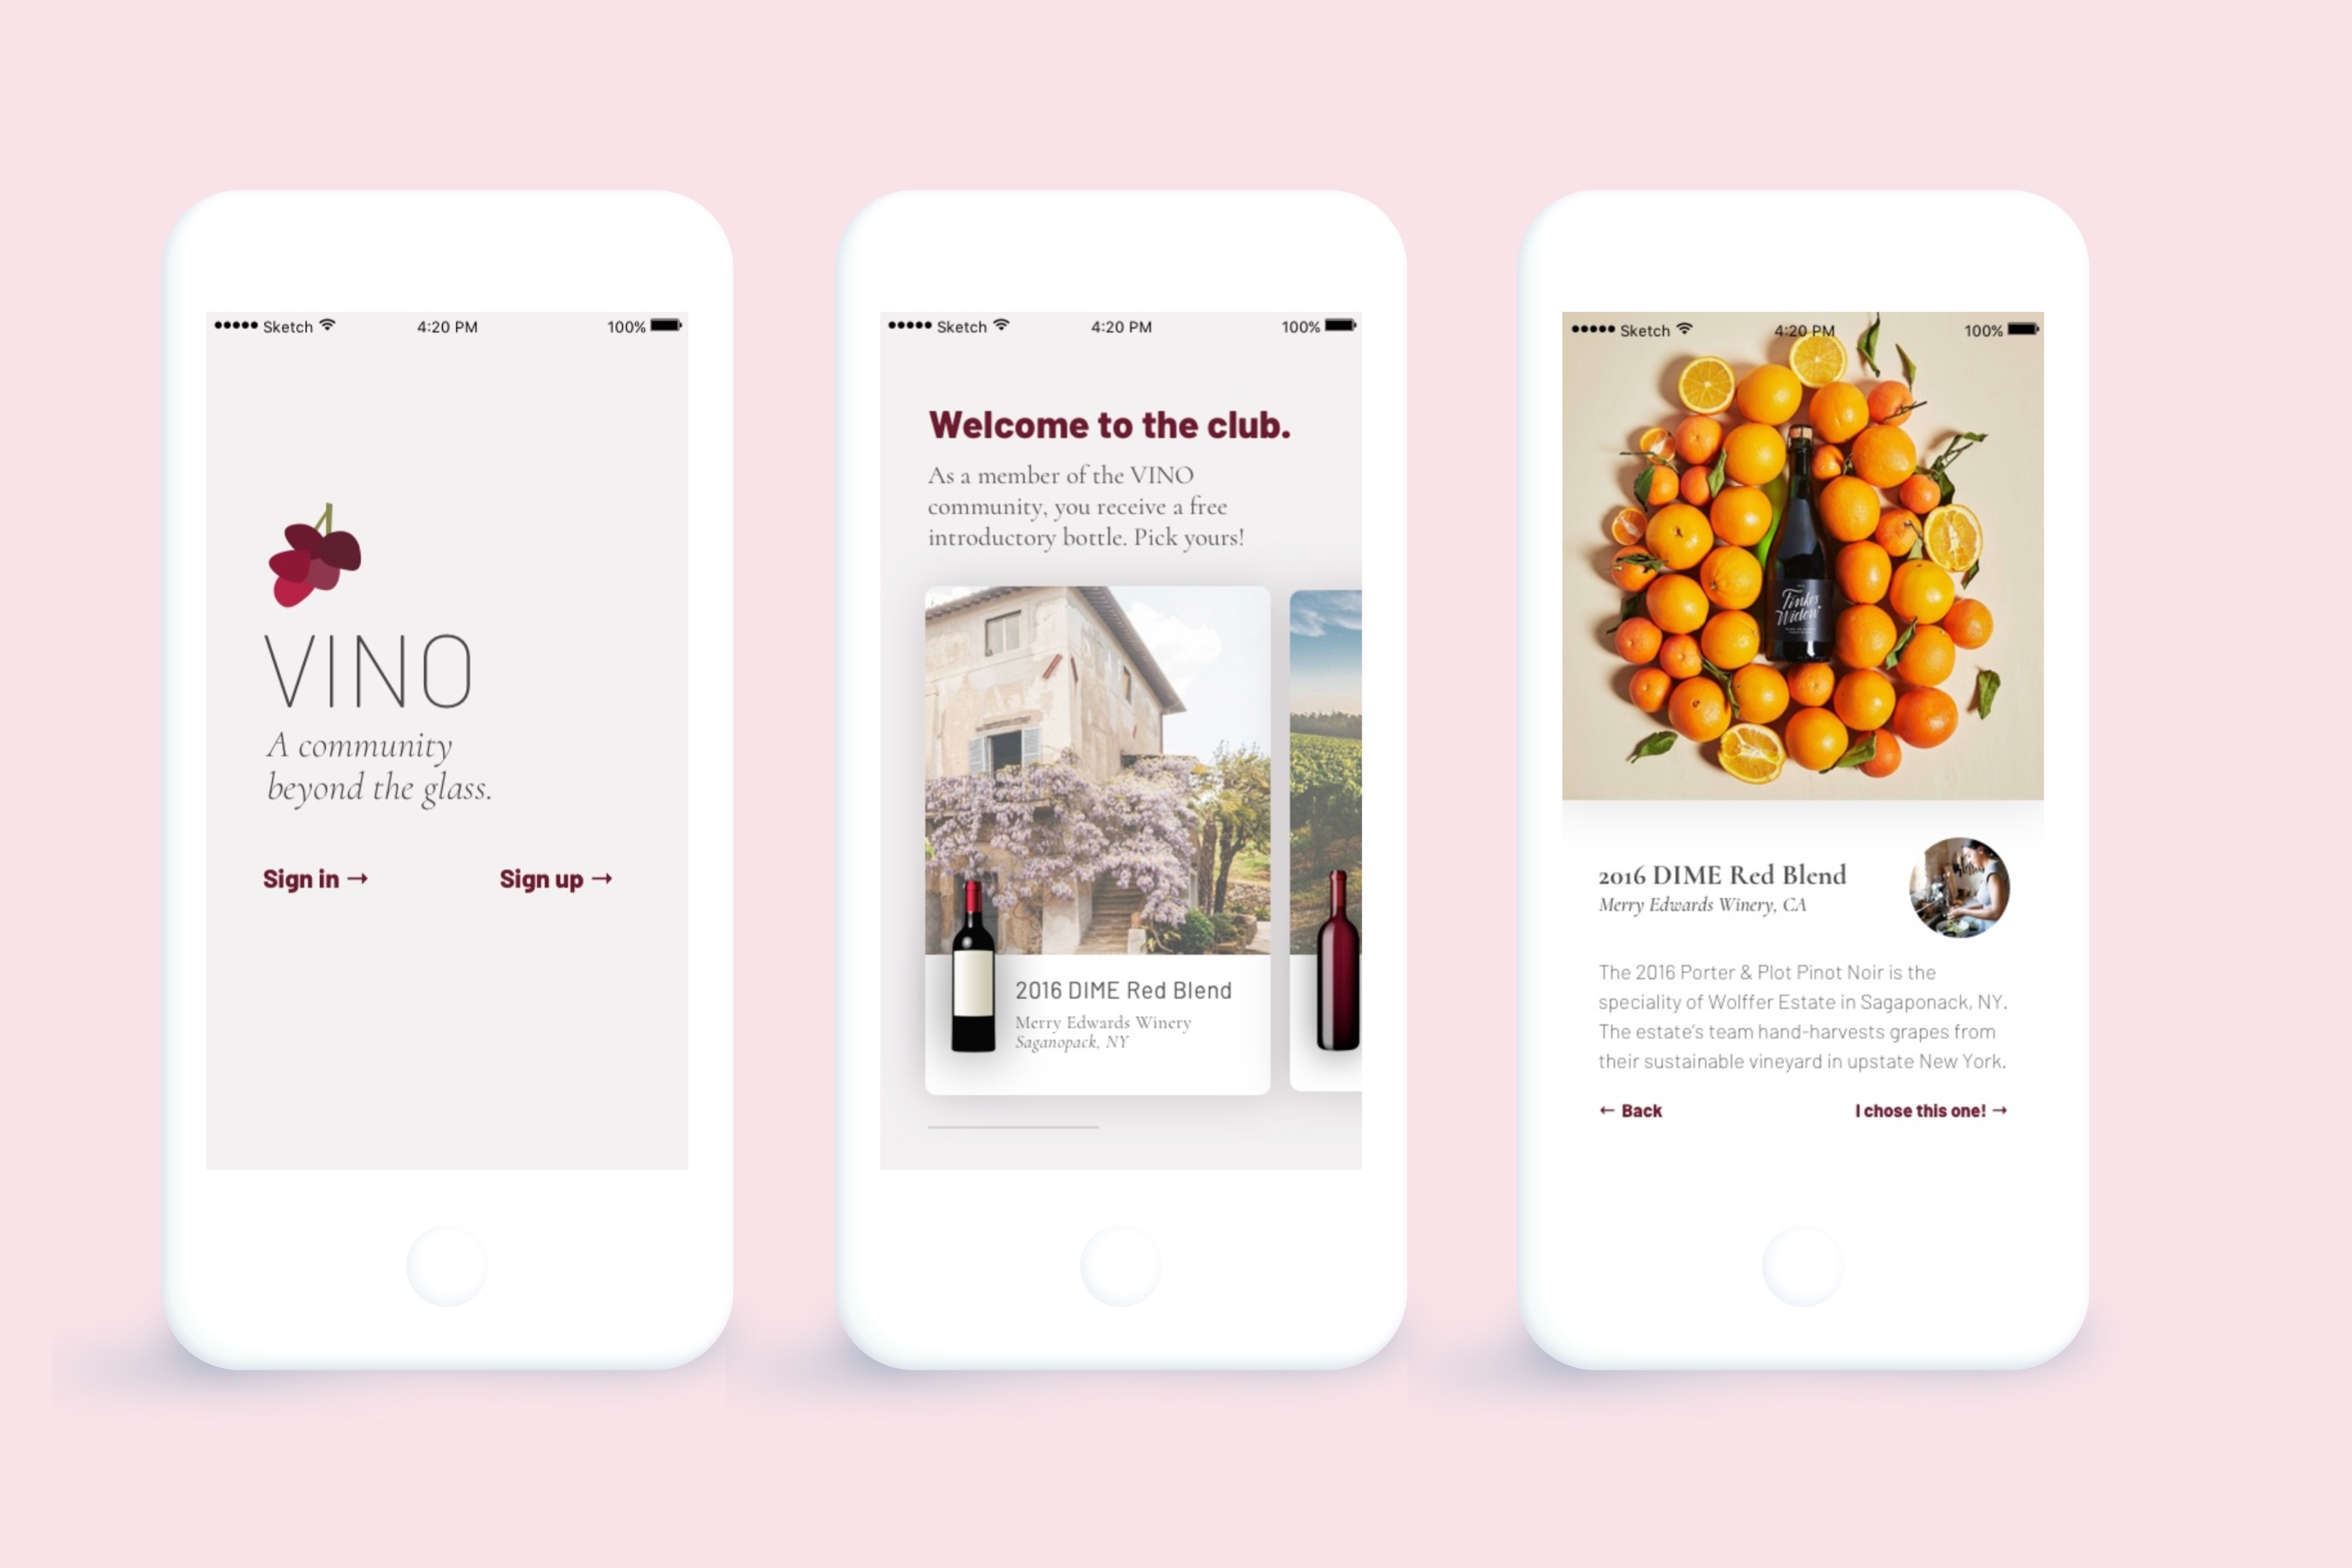 Sketch 4:20 PM 100%
VINO
A community
beyond the glass.
Sign in → Sign up →
Sketch 4:20 PM 100%
Welcome to the club.
As a member of the VINO
community, you receive a free
introductory bottle. Pick yours!
2016 DIME Red Blend
Merry Edwards Winery
Saganopack, NY
Sketch 4:20 PM 100%
Finke's
Widow
2016 DIME Red Blend
Merry Edwards Winery, CA
The 2016 Porter & Plot Pinot Noir is the
speciality of Wolffer Estate in Sagaponack, NY.
The estate's team hand-harvests grapes from
their sustainable vineyard in upstate New York.
← Back I chose this one! →